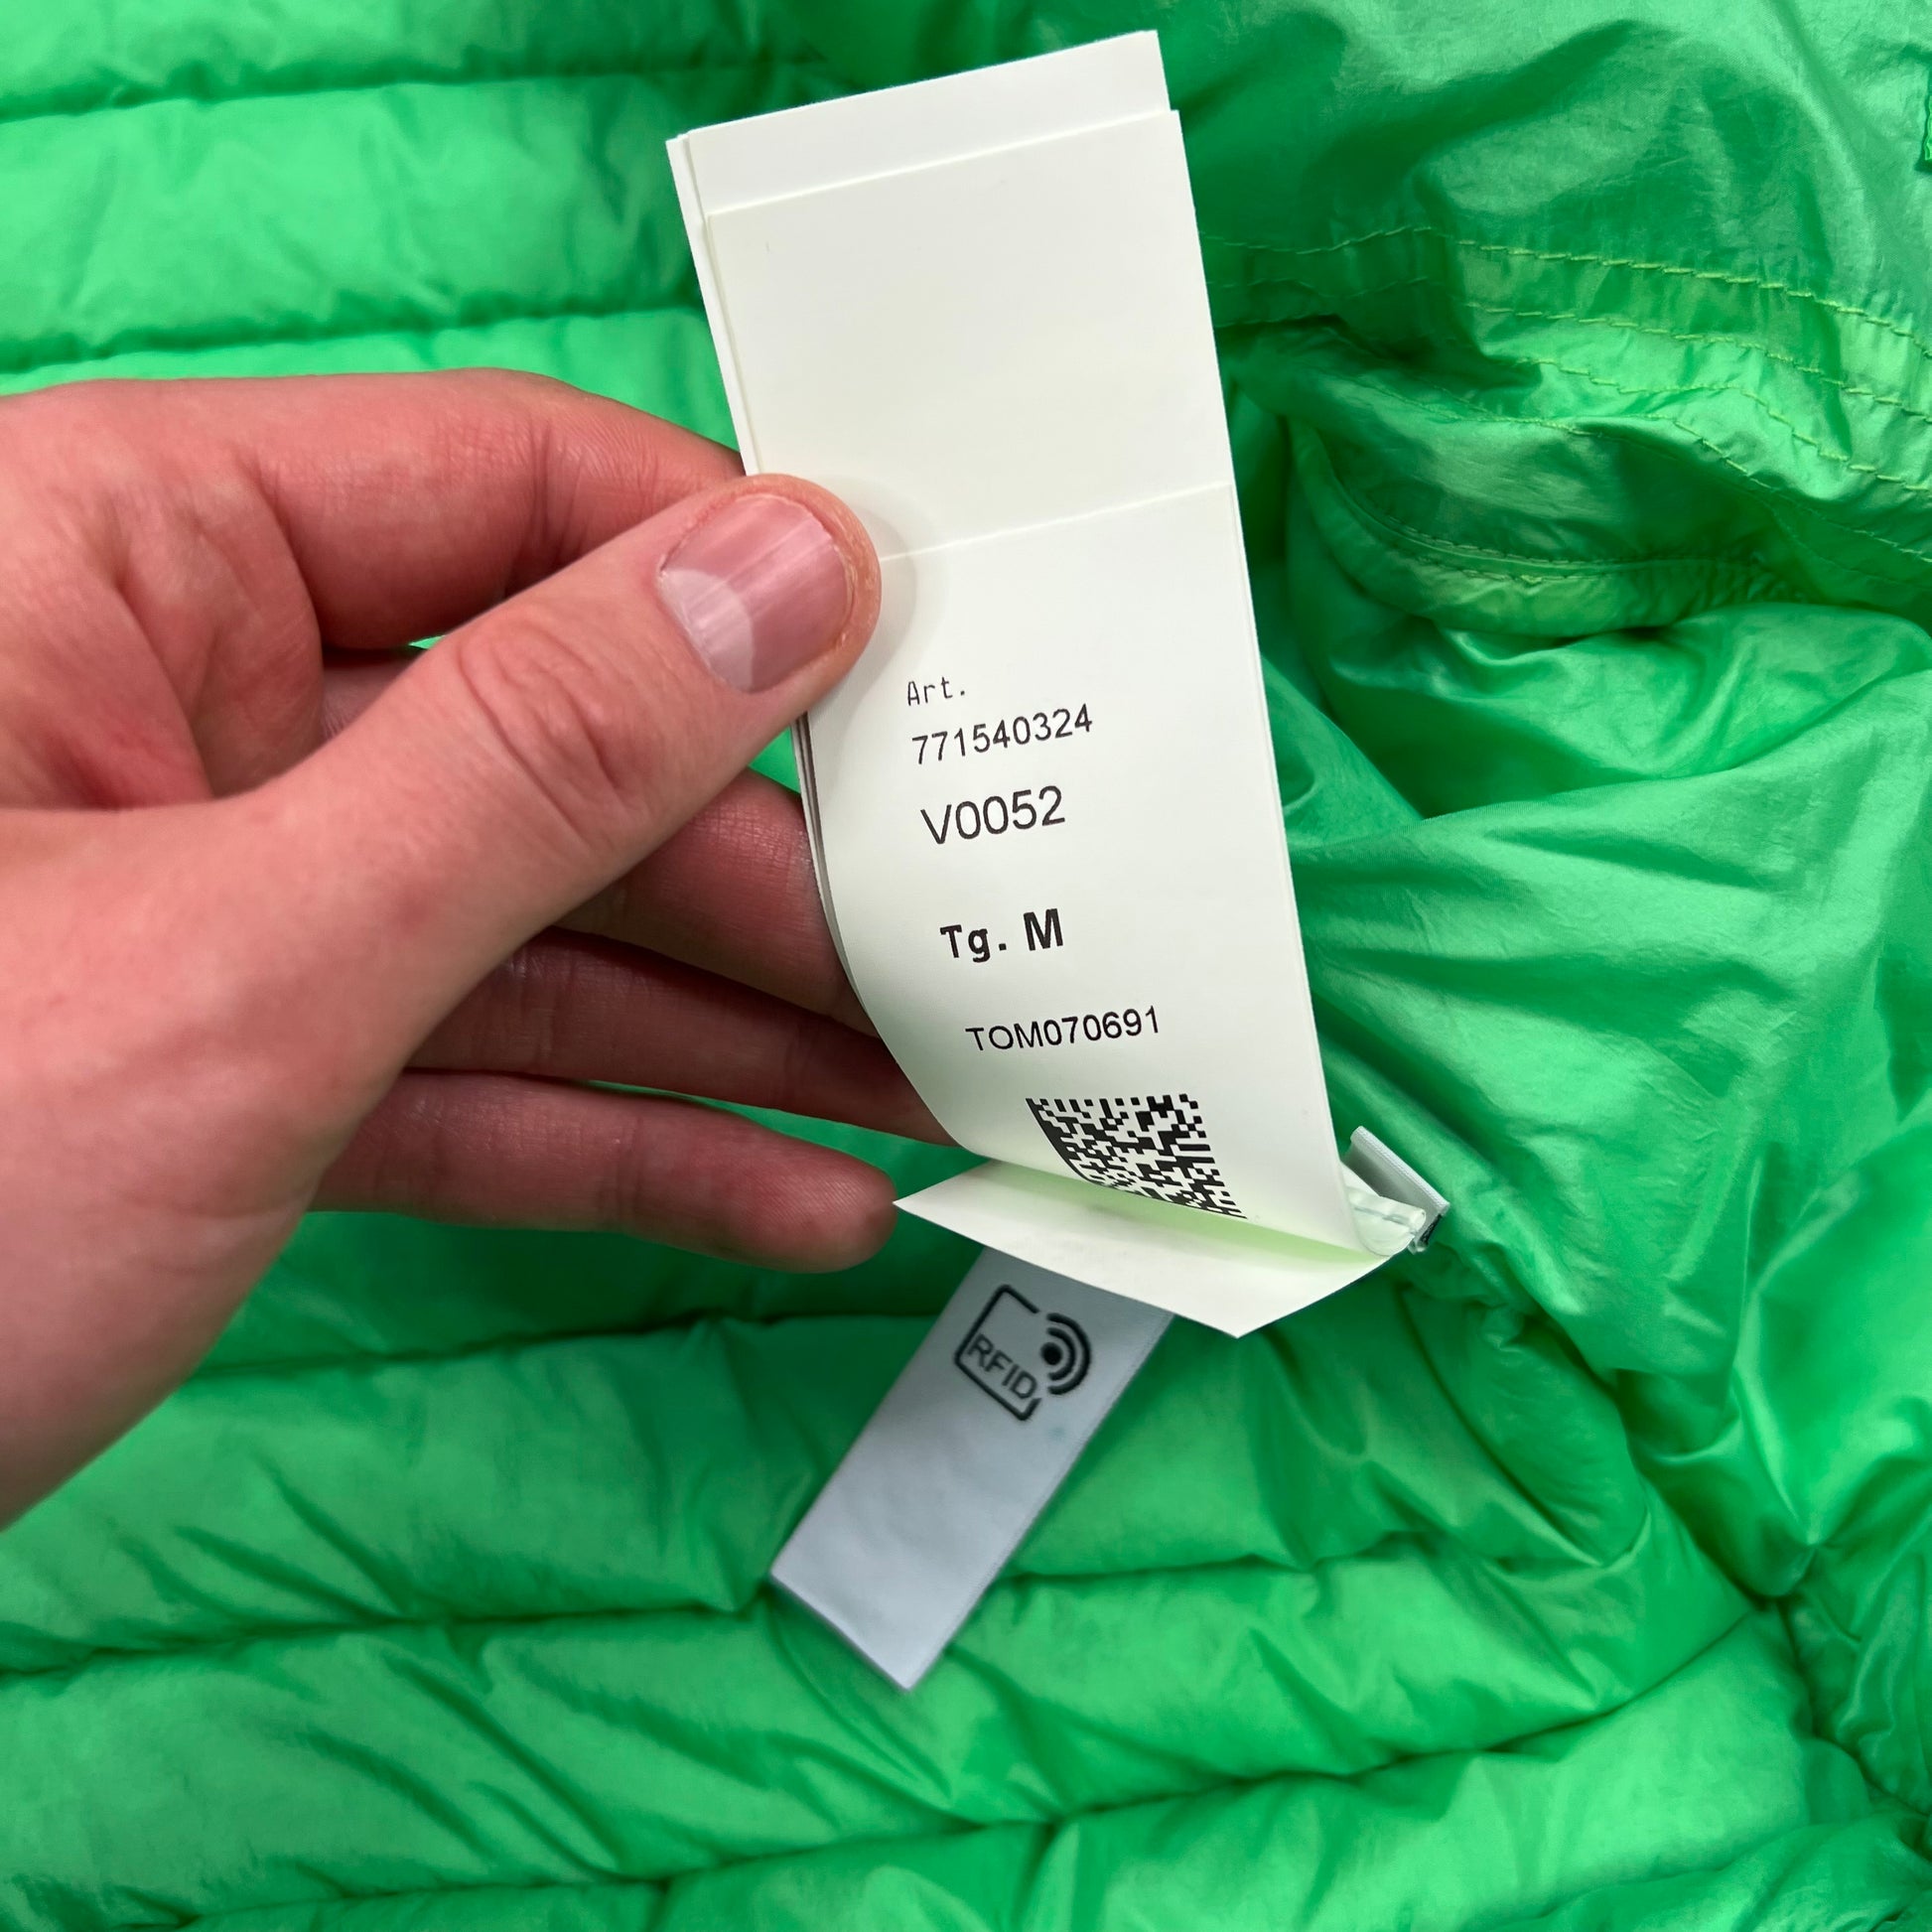 Art.
771540324
V0052
Tg. M
TOM070691
RFID